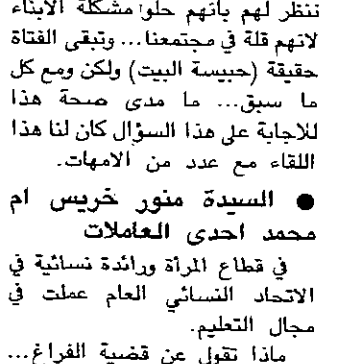 ننظر لهم بأنهم حلوا مشكلة الابناء
لانهم قلة في مجتمعنا... وتبقى الفتاة
حقيقة (حبيسة البيت) ولكن ومع كل
ما سبق... ما مدى صحة هذا
للاجابة على هذا السؤال كان لنا هذا
اللقاء مع عدد من الامهات.
● السيدة منور خريس ام
محمد احدى العاملات
في قطاع المرأة ورائدة نسائية في
الاتحاد النسائي العام عملت في
مجال التعليم.
ماذا تقول عن قضية الفراغ...